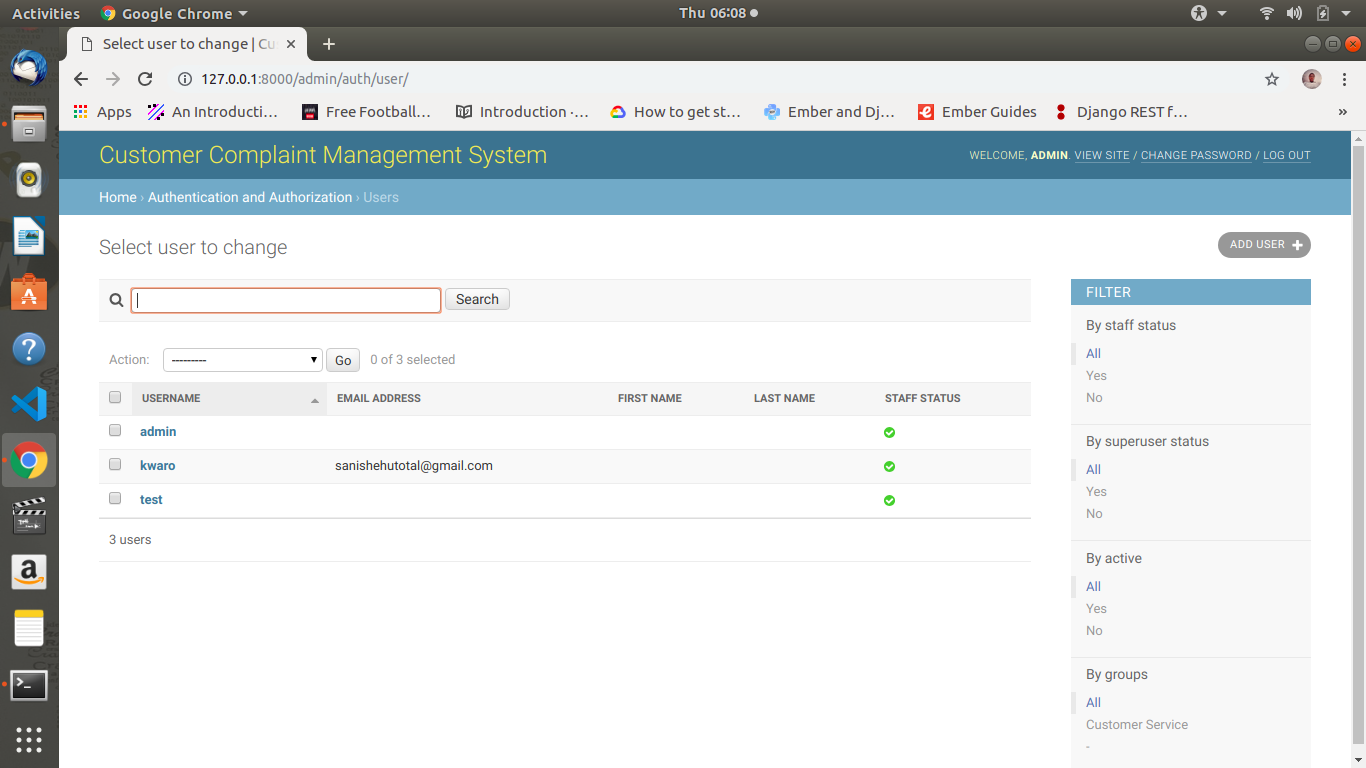 Activities Google Chrome Thu 06:08
Select user to change | Cu
127.0.0.1:8000/admin/auth/user/
Apps An Introducti... Free Football... Introduction ·... How to get st... Ember and Dj... Ember Guides Django REST f... »
Customer Complaint Management System
WELCOME, ADMIN. VIEW SITE / CHANGE PASSWORD / LOG OUT
Home › Authentication and Authorization › Users
Select user to change
ADD USER +
Search
Action: --------- Go 0 of 3 selected
USERNAME EMAIL ADDRESS FIRST NAME LAST NAME STAFF STATUS
admin
kwaro sanishehutotal@gmail.com
test
3 users
FILTER
By staff status
All
Yes
No
By superuser status
All
Yes
No
By active
All
Yes
No
By groups
All
Customer Service
-